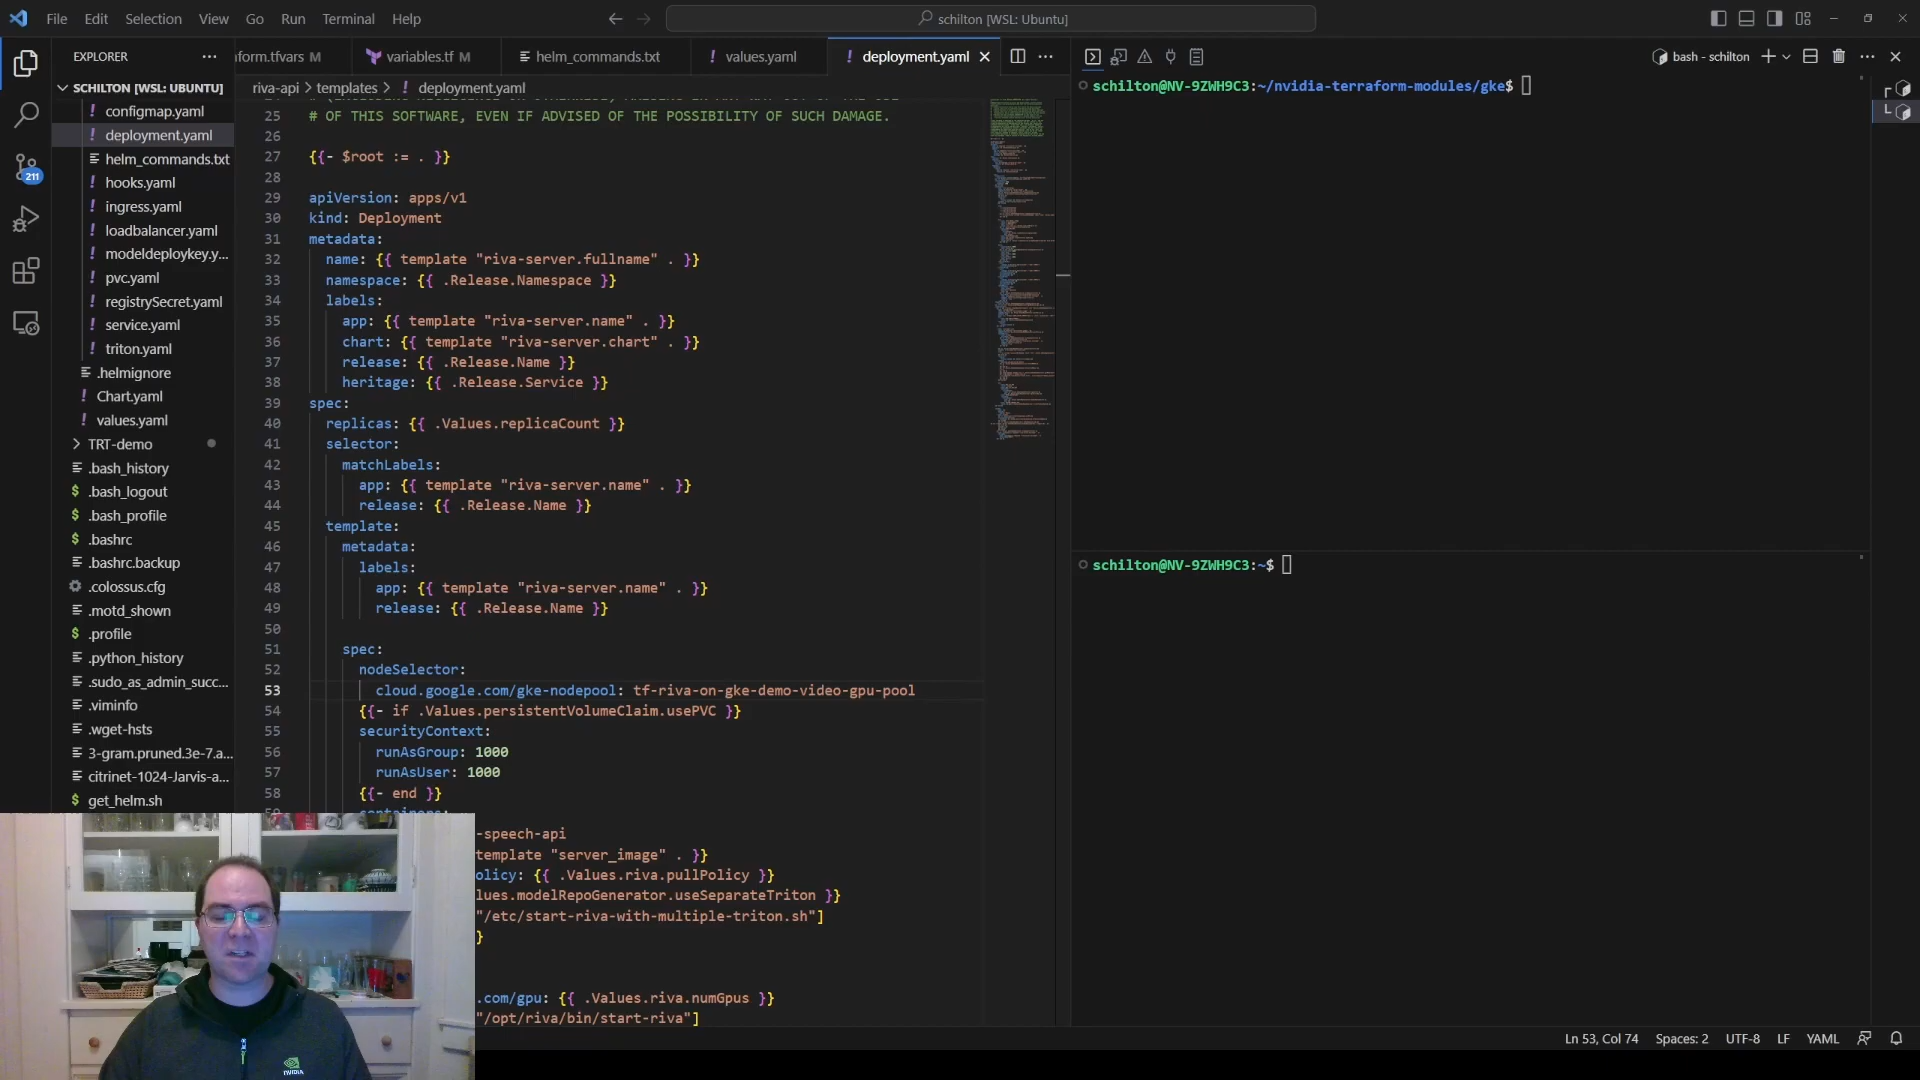 File Edit Selection View Go Run Terminal Help
schilton [WSL: Ubuntu]
EXPLORER
form.tfvars M
variables.tf M
helm_commands.txt
values.yaml
deployment.yaml
bash - schilton
SCHILTON [WSL: UBUNTU]
configmap.yaml
deployment.yaml
helm_commands.txt
hooks.yaml
ingress.yaml
loadbalancer.yaml
modeldeploykey.y...
pvc.yaml
registrySecret.yaml
service.yaml
triton.yaml
.helmignore
Chart.yaml
values.yaml
TRT-demo
.bash_history
.bash_logout
.bash_profile
.bashrc
.bashrc.backup
.colossus.cfg
.motd_shown
.profile
.python_history
.sudo_as_admin_succ...
.viminfo
.wget-hsts
3-gram.pruned.3e-7.a...
citrinet-1024-Jarvis-a...
get_helm.sh
211
riva-api > templates > ! deployment.yaml
25 # OF THIS SOFTWARE, EVEN IF ADVISED OF THE POSSIBILITY OF SUCH DAMAGE.
26
27 {{- $root := . }}
28
29 apiVersion: apps/v1
30 kind: Deployment
31 metadata:
32 name: {{ template "riva-server.fullname" . }}
33 namespace: {{ .Release.Namespace }}
34 labels:
35 app: {{ template "riva-server.name" . }}
36 chart: {{ template "riva-server.chart" . }}
37 release: {{ .Release.Name }}
38 heritage: {{ .Release.Service }}
39 spec:
40 replicas: {{ .Values.replicaCount }}
41 selector:
42 matchLabels:
43 app: {{ template "riva-server.name" . }}
44 release: {{ .Release.Name }}
45 template:
46 metadata:
47 labels:
48 app: {{ template "riva-server.name" . }}
49 release: {{ .Release.Name }}
50
51 spec:
52 nodeSelector:
53 cloud.google.com/gke-nodepool: tf-riva-on-gke-demo-video-gpu-pool
54 {{- if .Values.persistentVolumeClaim.usePVC }}
55 securityContext:
56 runAsGroup: 1000
57 runAsUser: 1000
58 {{- end }}
-speech-api
template "server_image" . }}
olicy: {{ .Values.riva.pullPolicy }}
lues.modelRepoGenerator.useSeparateTriton }}
"/etc/start-riva-with-multiple-triton.sh"]
}
.com/gpu: {{ .Values.riva.numGpus }}
"/opt/riva/bin/start-riva"]
schilton@NV-9ZWH9C3:~/nvidia-terraform-modules/gke$
schilton@NV-9ZWH9C3:~$
NVIDIA
Ln 53, Col 74 Spaces: 2 UTF-8 LF YAML